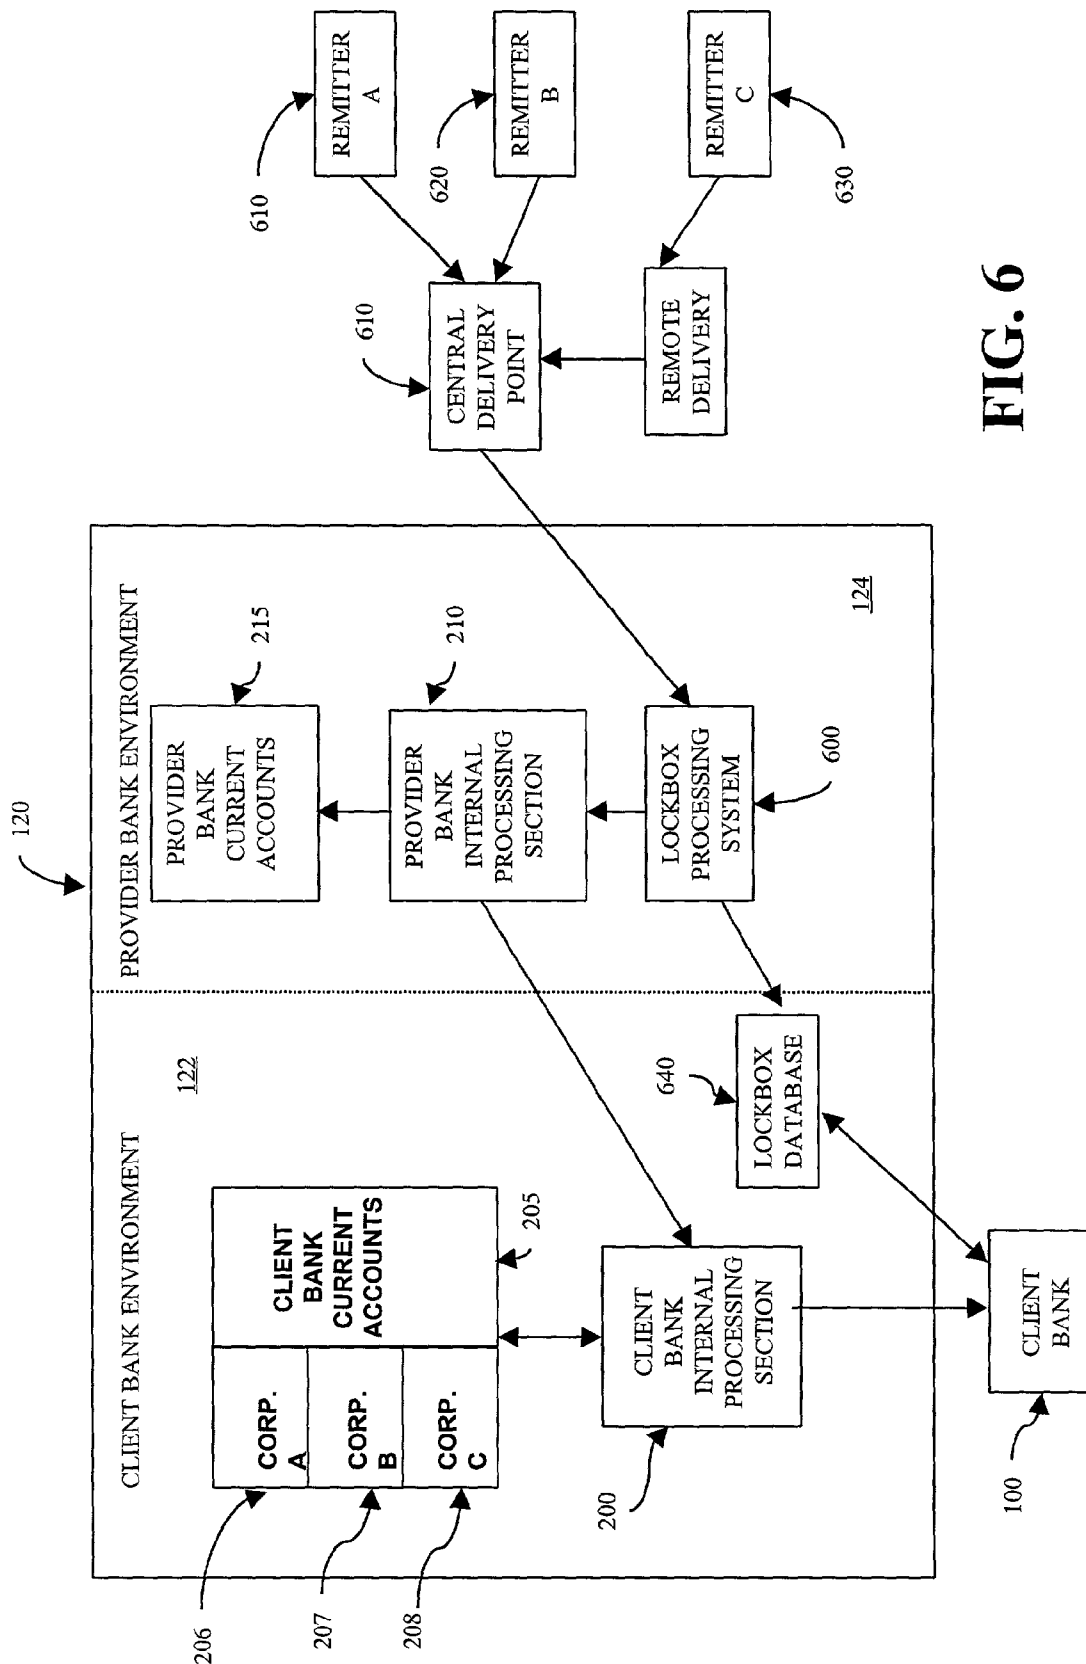 120
CLIENT BANK ENVIRONMENT
PROVIDER BANK ENVIRONMENT
122
206
207
208
CORP.
A
CORP.
B
CORP.
C
CLIENT
BANK
CURRENT
ACCOUNTS
205
PROVIDER
BANK
CURRENT
ACCOUNTS
215
PROVIDER
BANK
INTERNAL
PROCESSING
SECTION
210
200
CLIENT
BANK
INTERNAL
PROCESSING
SECTION
640
LOCKBOX
DATABASE
LOCKBOX
PROCESSING
SYSTEM
600
124
100
CLIENT
BANK
610
CENTRAL
DELIVERY
POINT
REMOTE
DELIVERY
610
REMITTER
A
620
REMITTER
B
REMITTER
C
630
FIG. 6